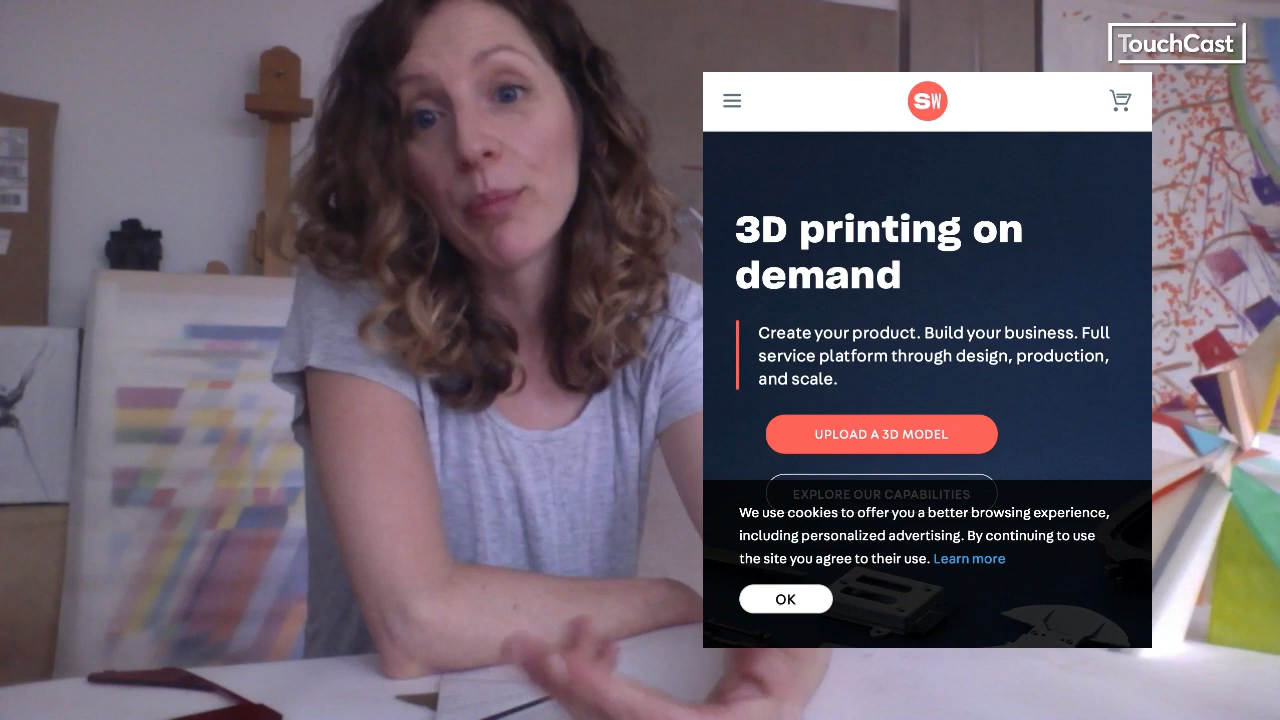 TouchCast
SW
3D printing on
demand
Create your product. Build your business. Full
service platform through design, production,
and scale.
UPLOAD A 3D MODEL
EXPLORE OUR CAPABILITIES
We use cookies to offer you a better browsing experience,
including personalized advertising. By continuing to use
the site you agree to their use. Learn more
OK